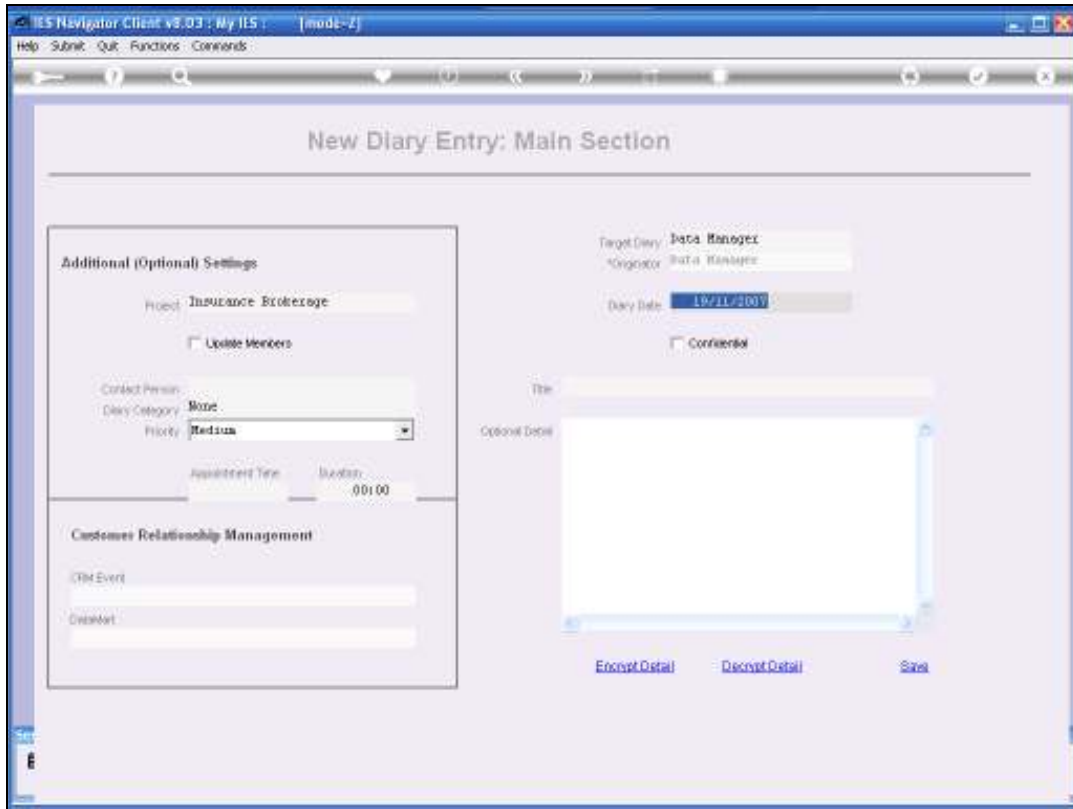 IES Navigator Client v8.03 : My IES : [mode-Z]
Help Submit Quit Functions Commands
New Diary Entry: Main Section
Additional (Optional) Settings
Project Insurance Brokerage
Update Members
Contact Person
Diary Category None
Priority Medium
Appointment Time Duration
00:00
Customer Relationship Management
CRM Event
DataMart
Target Diary Data Manager
*Originator Data Manager
Diary Date 19/11/2007
Confidential
Title
Optional Detail
Encrypt Detail Decrypt Detail Save